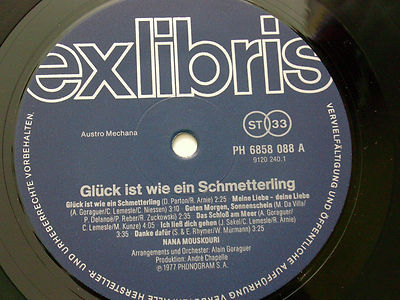 exlibris
Austro Mechana
ST 33
PH 6858 088 A
9120 240.1
Glück ist wie ein Schmetterling
Glück ist wie ein Schmetterling (D. Parton/R. Arnie) 2:25 Meine Liebe - deine Liebe
(A. Goraguer/C. Lemesle/C. Niessen) 3:10 Guten Morgen, Sonnenschein (M. Da Villa/
P. Delanoë/P. Reber/R. Zuckowski) 2:35 Das Schloß am Meer (A. Goraguer/
C. Lemesle/M. Kunze) 4:05 Ich ließ dich gehen (J. Sakol/C. Lemesle/R. Arnie)
3:35 Danke dafür (S. & E. Rhymer/W. Murmann) 3:25
NANA MOUSKOURI
Arrangements und Orchester: Alain Goraguer
Produktion: André Chapelle
℗ 1977 PHONOGRAM S.A.
UND URHEBERRECHTE VORBEHALTEN.
VERVIELFÄLTIGUNG UND ÖFFENTLICHE AUFFÜHRUNG
HERSTELLER-